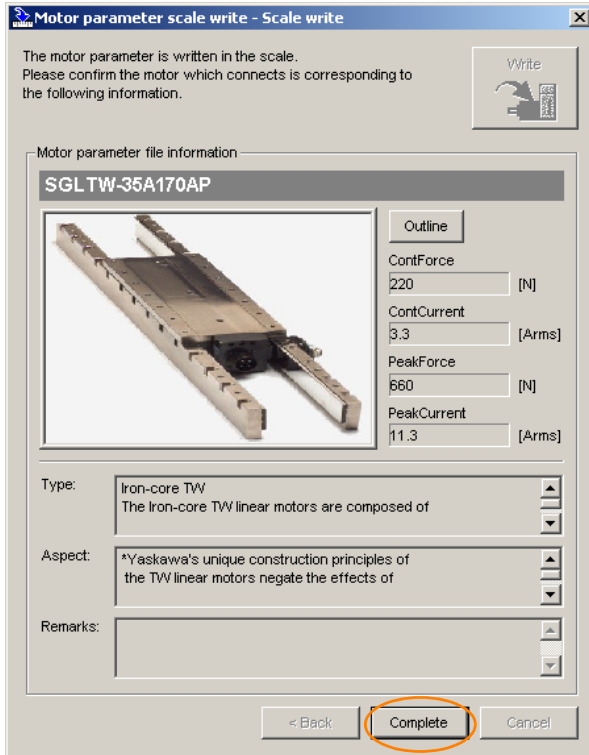 Motor parameter scale write - Scale write
The motor parameter is written in the scale.
Please confirm the motor which connects is corresponding to
the following information.
Write
Motor parameter file information
SGLTW-35A170AP
Outline
ContForce
220 [N]
ContCurrent
3.3 [Arms]
PeakForce
660 [N]
PeakCurrent
11.3 [Arms]
Type:
Iron-core TW
The Iron-core TW linear motors are composed of
Aspect:
*Yaskawa's unique construction principles of
the TW linear motors negate the effects of
Remarks:
< Back
Complete
Cancel